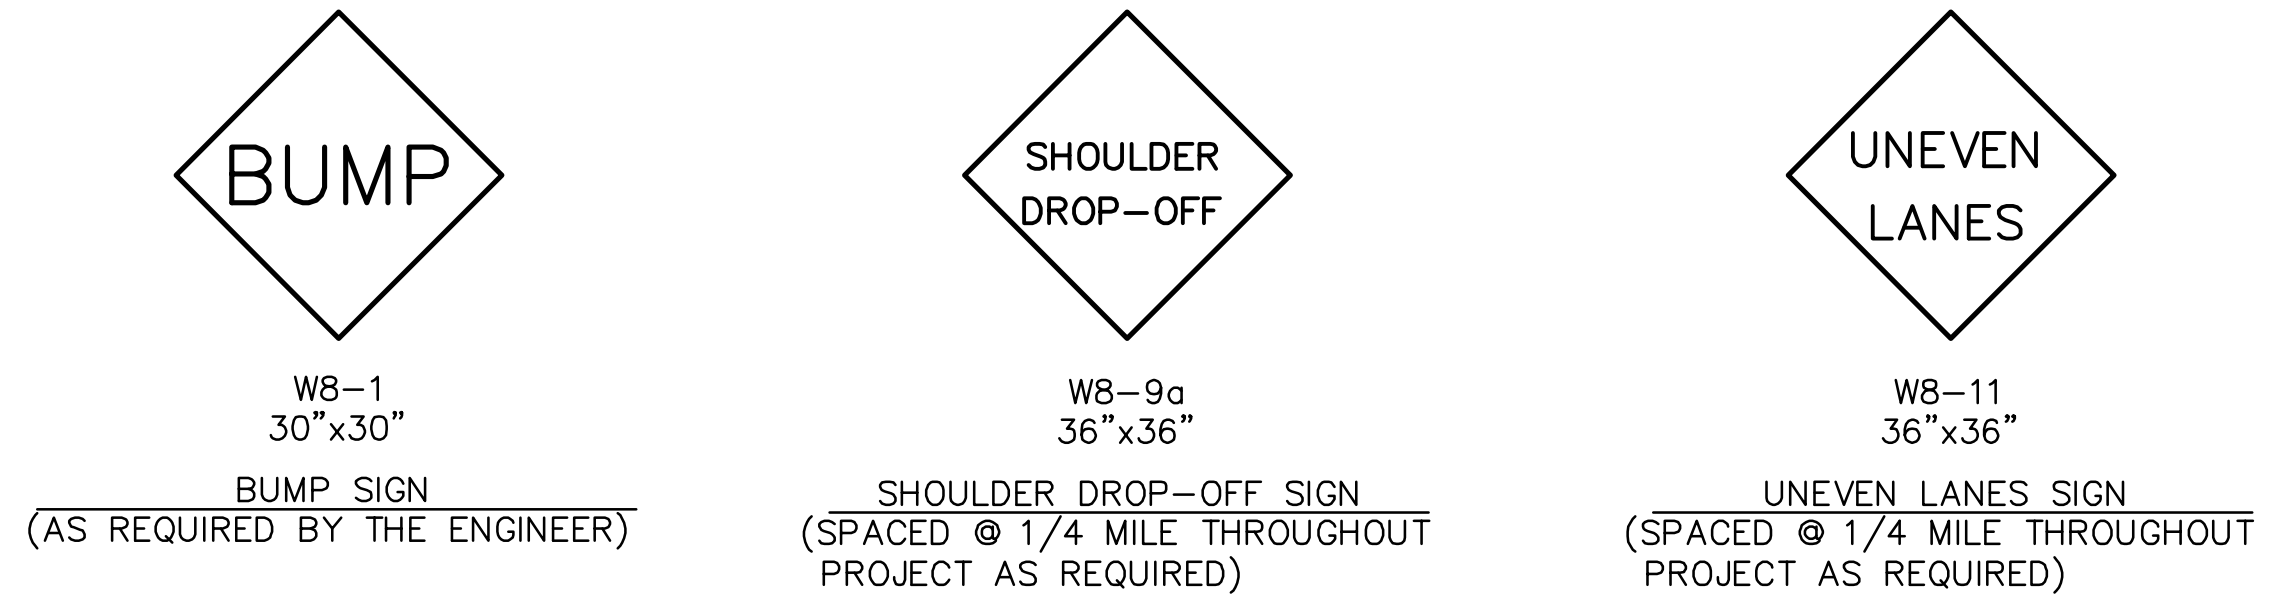 BUMP
W8-1
30"x30"
BUMP SIGN
(AS REQUIRED BY THE ENGINEER)
SHOULDER
DROP-OFF
W8-9a
36"x36"
SHOULDER DROP-OFF SIGN
(SPACED @ 1/4 MILE THROUGHOUT
PROJECT AS REQUIRED)
UNEVEN
LANES
W8-11
36"x36"
UNEVEN LANES SIGN
(SPACED @ 1/4 MILE THROUGHOUT
PROJECT AS REQUIRED)